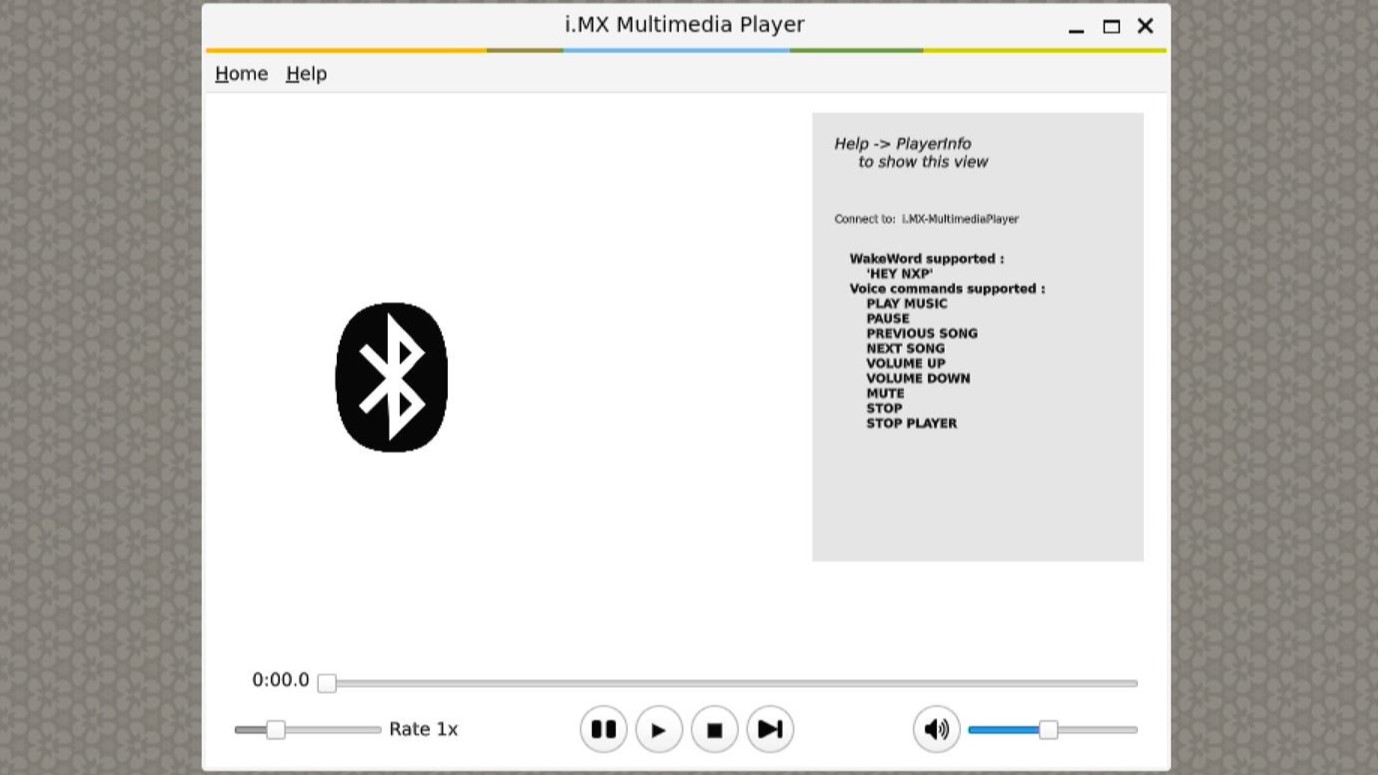 i.MX Multimedia Player
Home Help
Help -> PlayerInfo
to show this view
Connect to: i.MX-MultimediaPlayer
WakeWord supported :
'HEY NXP'
Voice commands supported :
PLAY MUSIC
PAUSE
PREVIOUS SONG
NEXT SONG
VOLUME UP
VOLUME DOWN
MUTE
STOP
STOP PLAYER
0:00.0
Rate 1x